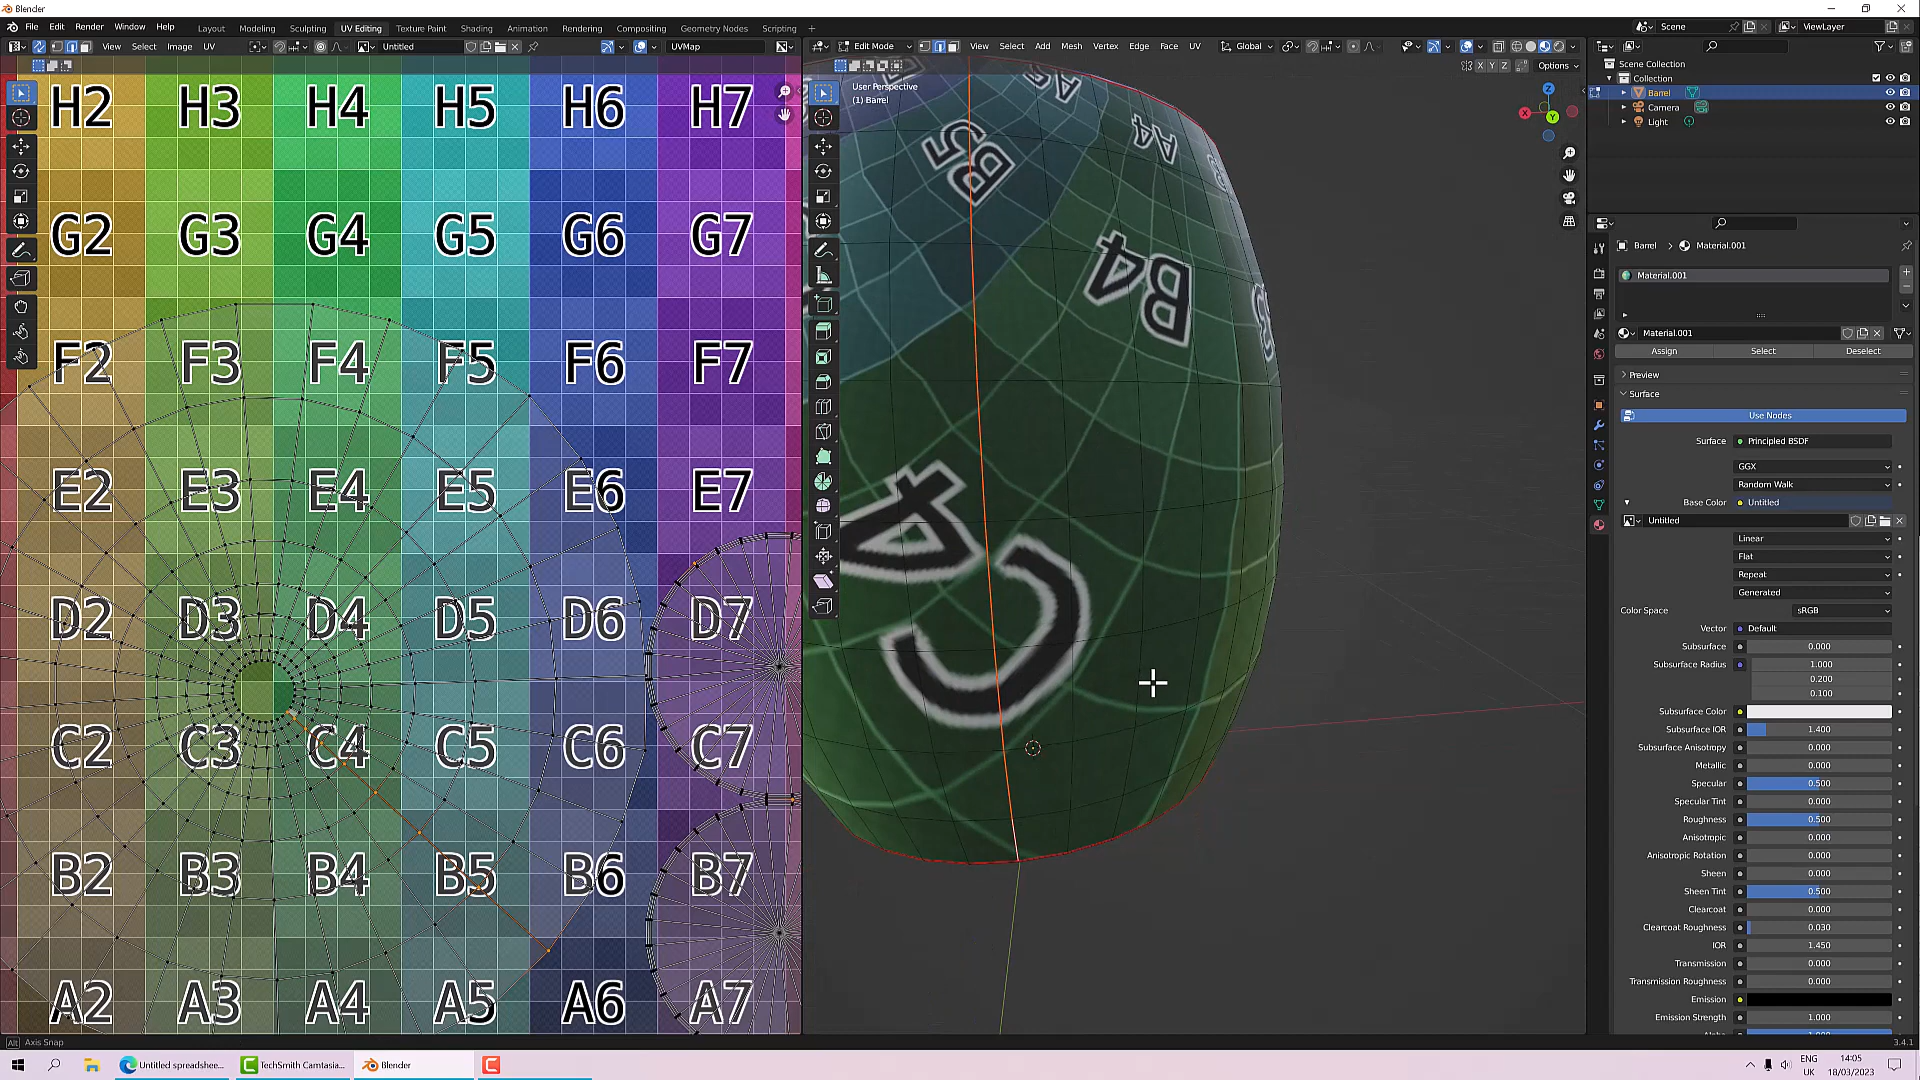 Blender
File Edit Render Window Help Layout Modeling Sculpting UV Editing Texture Paint Shading Animation Rendering Compositing Geometry Nodes Scripting + Scene ViewLayer
View Select Image UV Untitled UVMap Edit Mode View Select Add Mesh Vertex Edge Face UV Global
X Y Z Options
User Perspective
(1) Barrel
Z
X
Y
H2 H3 H4 H5 H6 H7
G2 G3 G4 G5 G6 G7
F2 F3 F4 F5 F6 F7
E2 E3 E4 E5 E6 E7
D2 D3 D4 D5 D6 D7
C2 C3 C4 C5 C6 C7
B2 B3 B4 B5 B6 B7
A2 A3 A4 A5 A6 A7
A5
A4
B5
B4
C4
Scene Collection
Collection
Barrel
Camera
Light
Barrel > Material.001
Material.001
Material.001
Assign Select Deselect
Preview
Surface
Use Nodes
Surface Principled BSDF
GGX
Random Walk
Base Color Untitled
Untitled
Linear
Flat
Repeat
Generated
Color Space sRGB
Vector Default
Subsurface 0.000
Subsurface Radius 1.000
0.200
0.100
Subsurface Color
Subsurface IOR 1.400
Subsurface Anisotropy 0.000
Metallic 0.000
Specular 0.500
Specular Tint 0.000
Roughness 0.500
Anisotropic 0.000
Anisotropic Rotation 0.000
Sheen 0.000
Sheen Tint 0.500
Clearcoat 0.000
Clearcoat Roughness 0.030
IOR 1.450
Transmission 0.000
Transmission Roughness 0.000
Emission
Emission Strength 1.000
Alt Axis Snap 3.4.1
Untitled spreadshee... TechSmith Camtasia... Blender
ENG
UK
14:05
18/03/2023